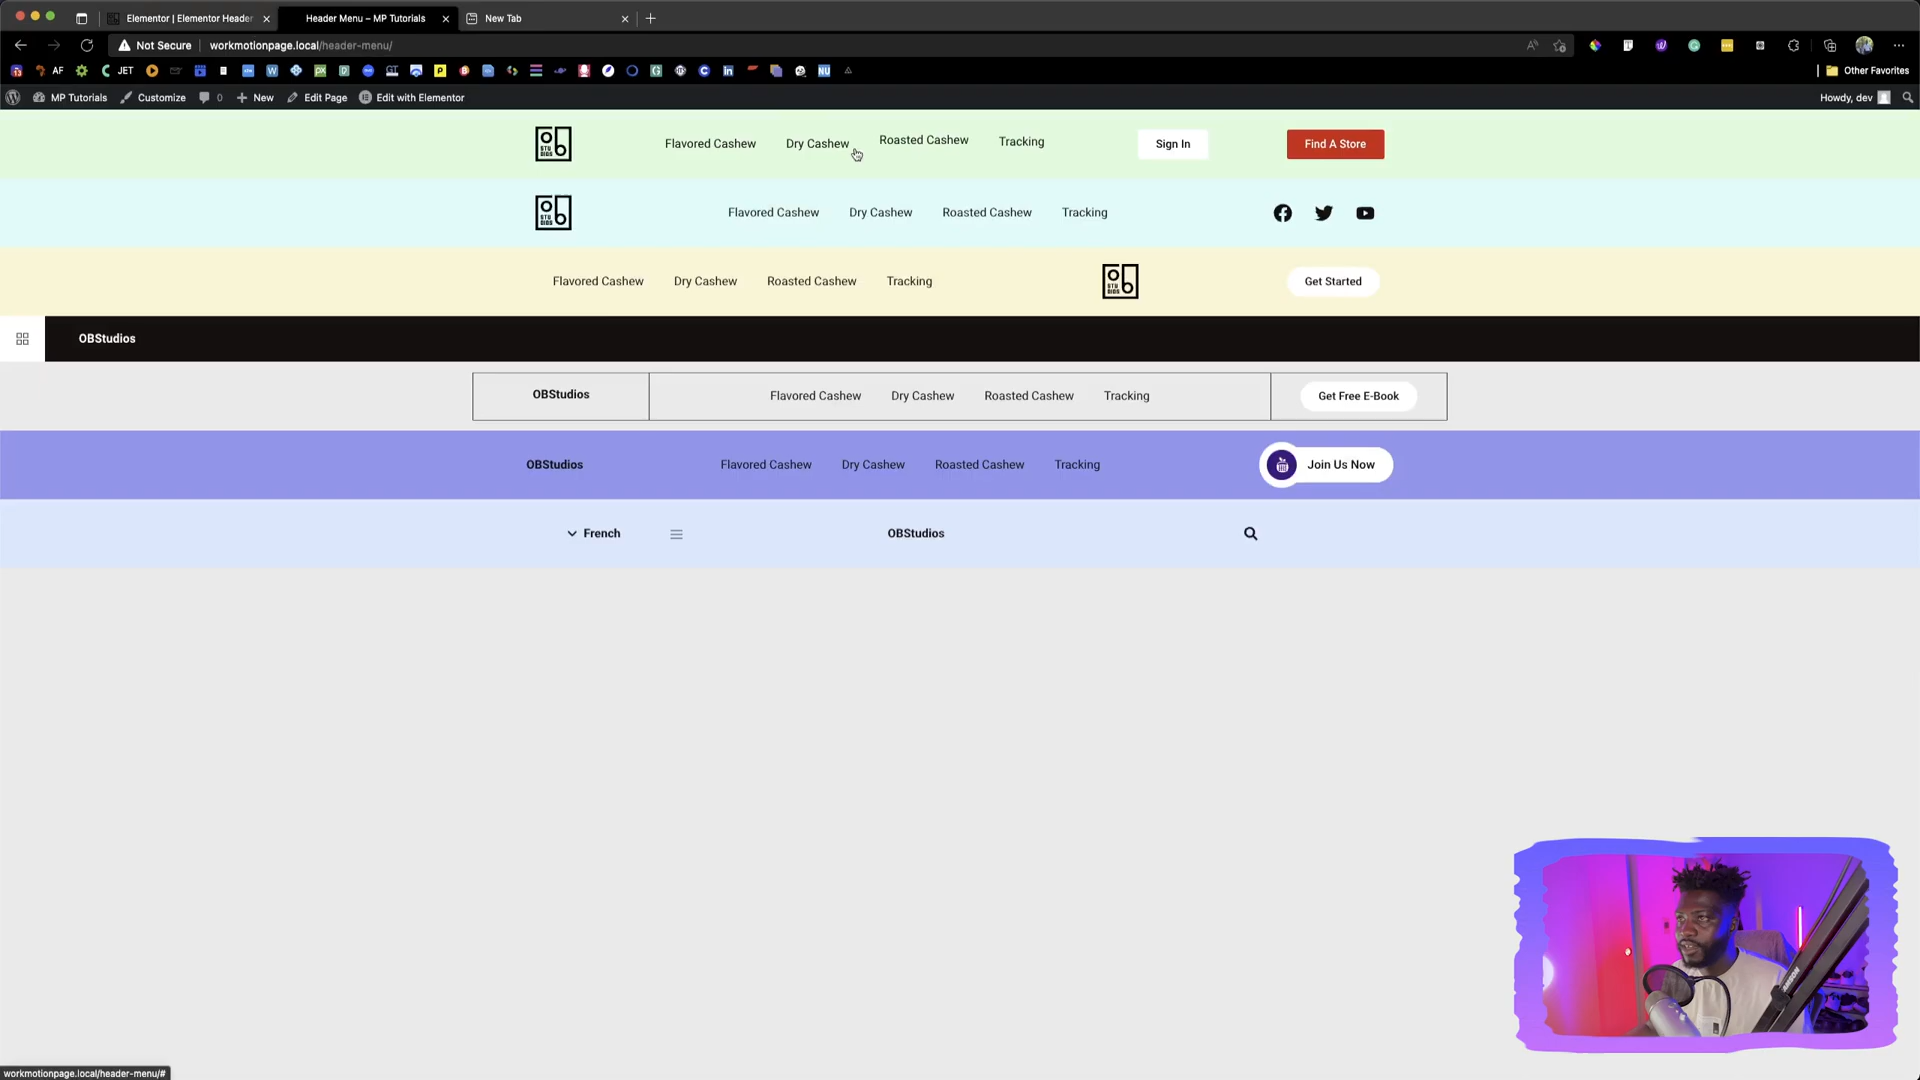 Elementor | Elementor Header
Header Menu – MP Tutorials
New Tab
Not Secure
workmotionpage.local/header-menu/
AF
JET
NU
Other Favorites
MP Tutorials
Customize
0
New
Edit Page
Edit with Elementor
Howdy, dev
Flavored Cashew
Dry Cashew
Roasted Cashew
Tracking
Sign In
Find A Store
Flavored Cashew
Dry Cashew
Roasted Cashew
Tracking
Flavored Cashew
Dry Cashew
Roasted Cashew
Tracking
Get Started
OBStudios
OBStudios
Flavored Cashew
Dry Cashew
Roasted Cashew
Tracking
Get Free E-Book
OBStudios
Flavored Cashew
Dry Cashew
Roasted Cashew
Tracking
Join Us Now
French
OBStudios
workmotionpage.local/header-menu/#